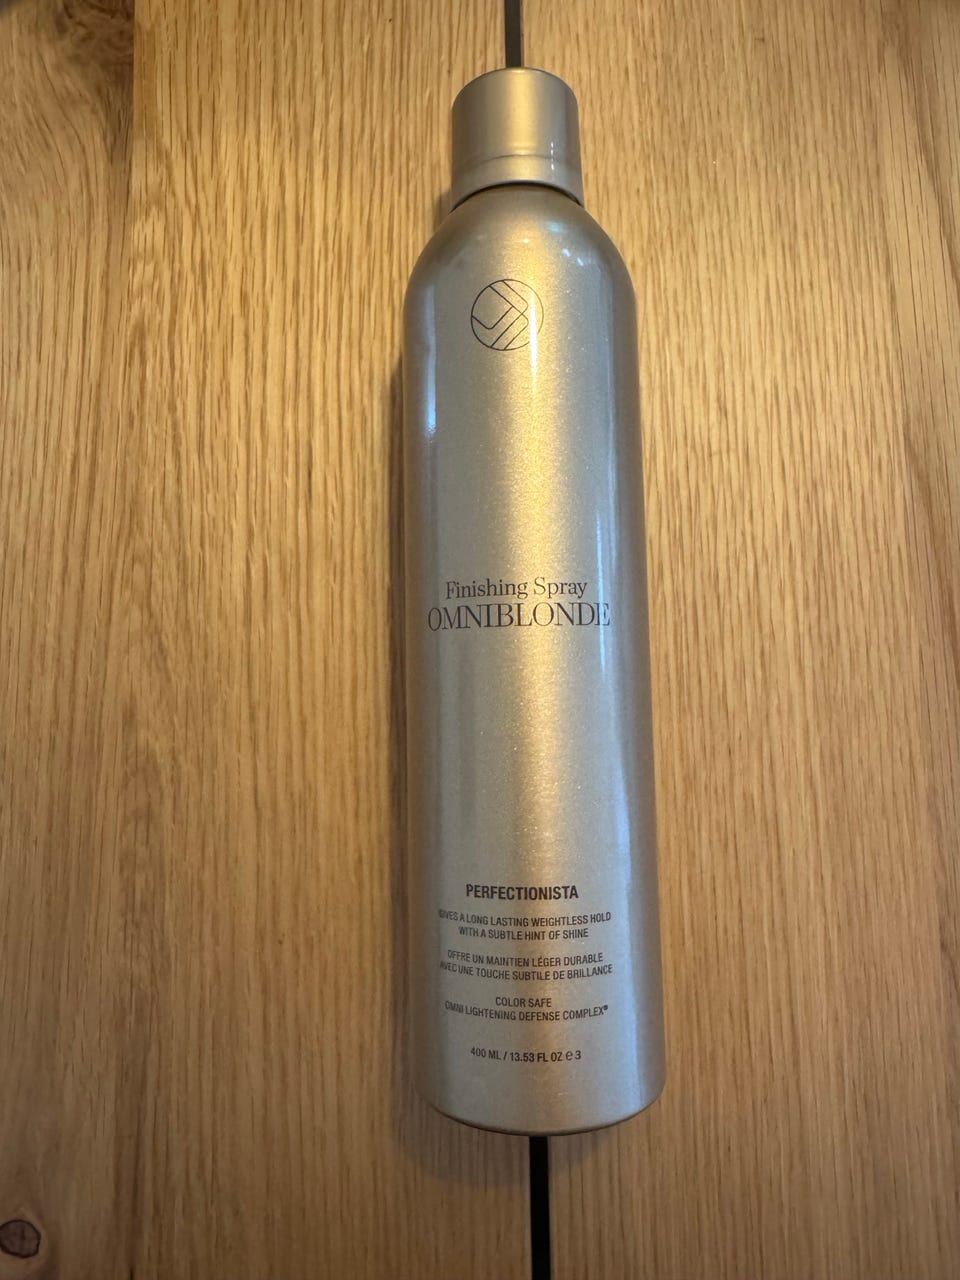 Finishing Spray
OMNIBLONDE
PERFECTIONISTA
GIVES A LONG LASTING WEIGHTLESS HOLD
WITH A SUBTLE HINT OF SHINE
OFFRE UN MAINTIEN LÉGER DURABLE
AVEC UNE TOUCHE SUBTILE DE BRILLANCE
COLOR SAFE
OMNI LIGHTENING DEFENSE COMPLEX®
400 ML / 13.53 FL OZ e 3